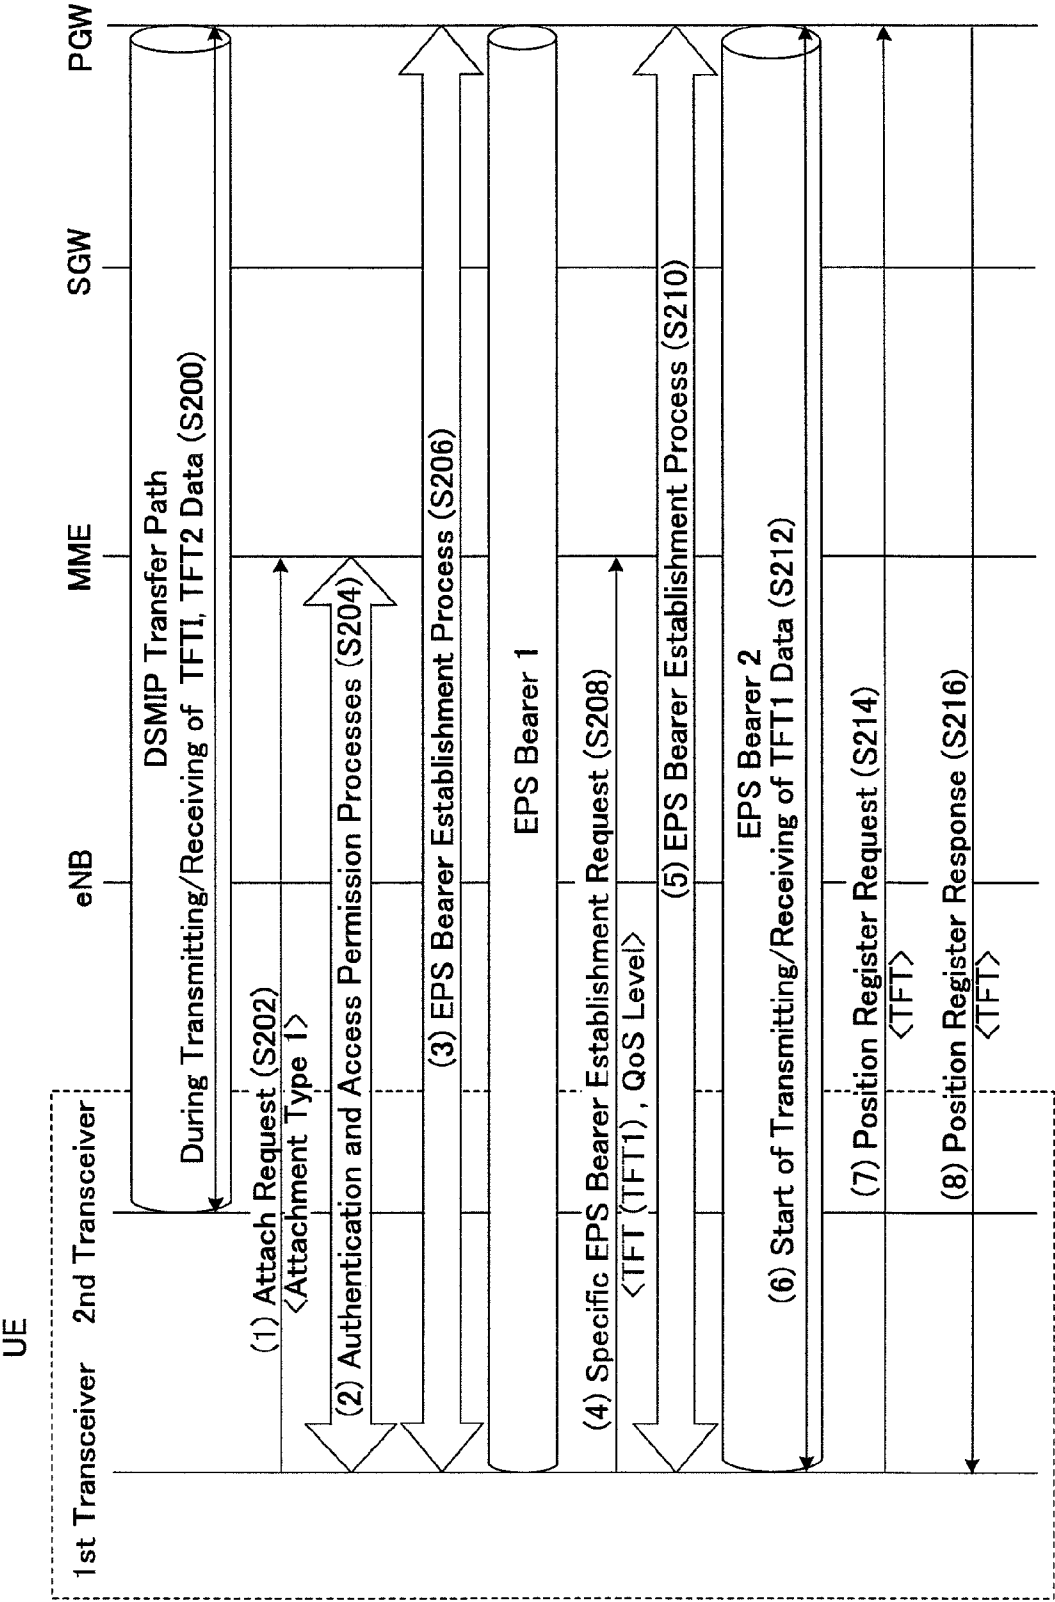 UE
1st Transceiver
2nd Transceiver
eNB
MME
SGW
PGW
DSMIP Transfer Path
During Transmitting/Receiving of TFTI, TFT2 Data (S200)
(1) Attach Request (S202)
<Attachment Type 1>
(2) Authentication and Access Permission Processes (S204)
(3) EPS Bearer Establishment Process (S206)
EPS Bearer 1
(4) Specific EPS Bearer Establishment Request (S208)
<TFT (TFT1) , QoS Level>
(5) EPS Bearer Establishment Process (S210)
EPS Bearer 2
(6) Start of Transmitting/Receiving of TFT1 Data (S212)
(7) Position Register Request (S214)
<TFT>
(8) Position Register Response (S216)
<TFT>